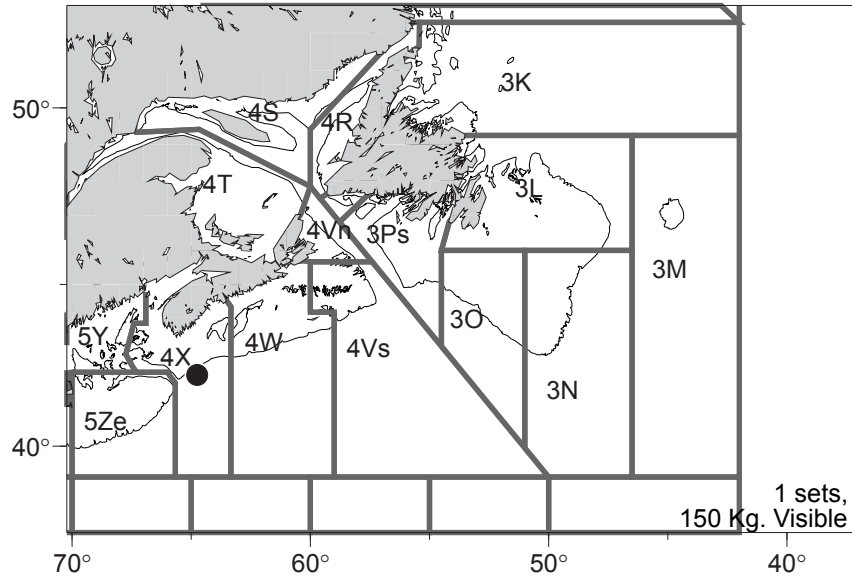 3K
50°
4S
4R
4T
3L
4Vn
3Ps
3M
5Y
4X
4W
4Vs
3O
3N
5Ze
40°
1 sets,
150 Kg. Visible
70° 60° 50° 40°